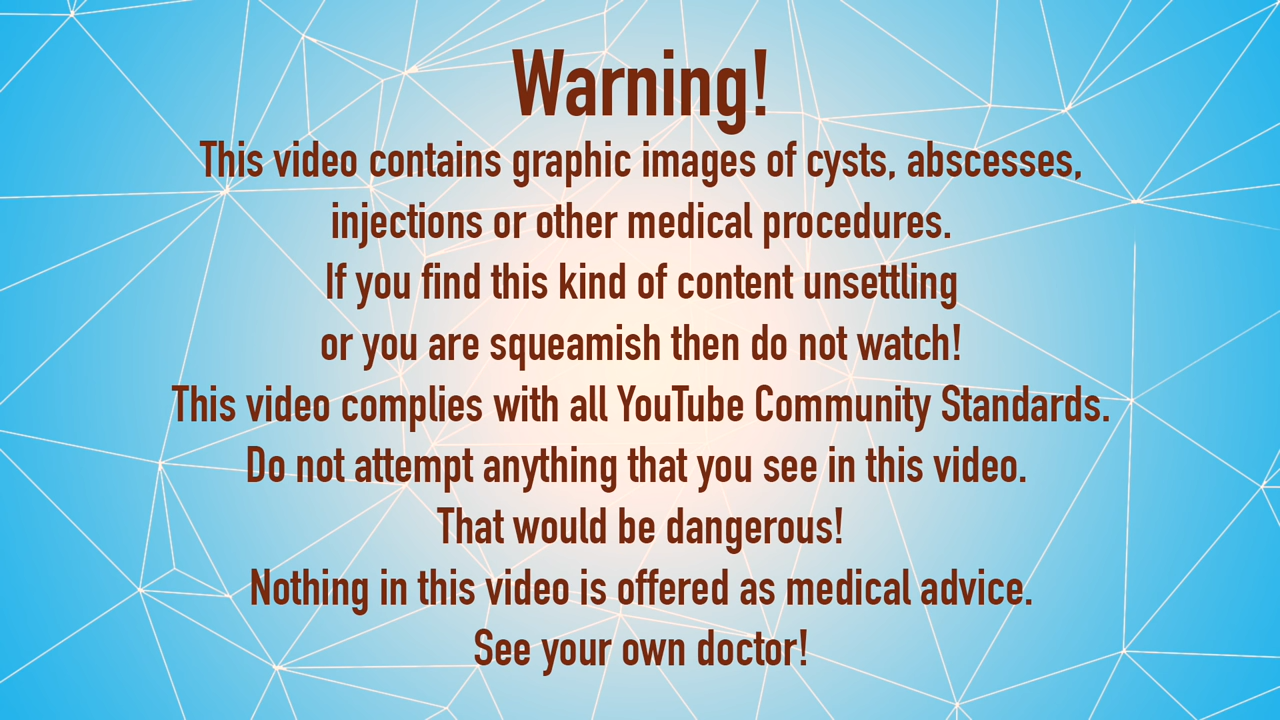 Warning!
This video contains graphic images of cysts, abscesses,
injections or other medical procedures.
If you find this kind of content unsettling
or you are squeamish then do not watch!
This video complies with all YouTube Community Standards.
Do not attempt anything that you see in this video.
That would be dangerous!
Nothing in this video is offered as medical advice.
See your own doctor!